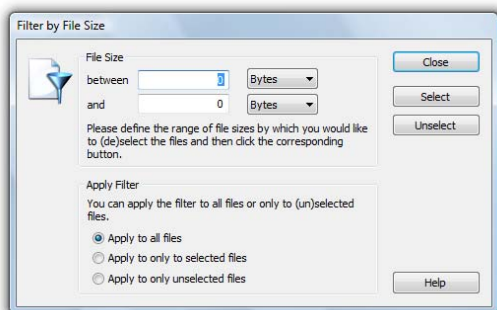 Filter by File Size
File Size
between 0 Bytes
and 0 Bytes
Please define the range of file sizes by which you would like
to (de)select the files and then click the corresponding
button.
Apply Filter
You can apply the filter to all files or only to (un)selected
files.
Apply to all files
Apply to only to selected files
Apply to only unselected files
Close
Select
Unselect
Help